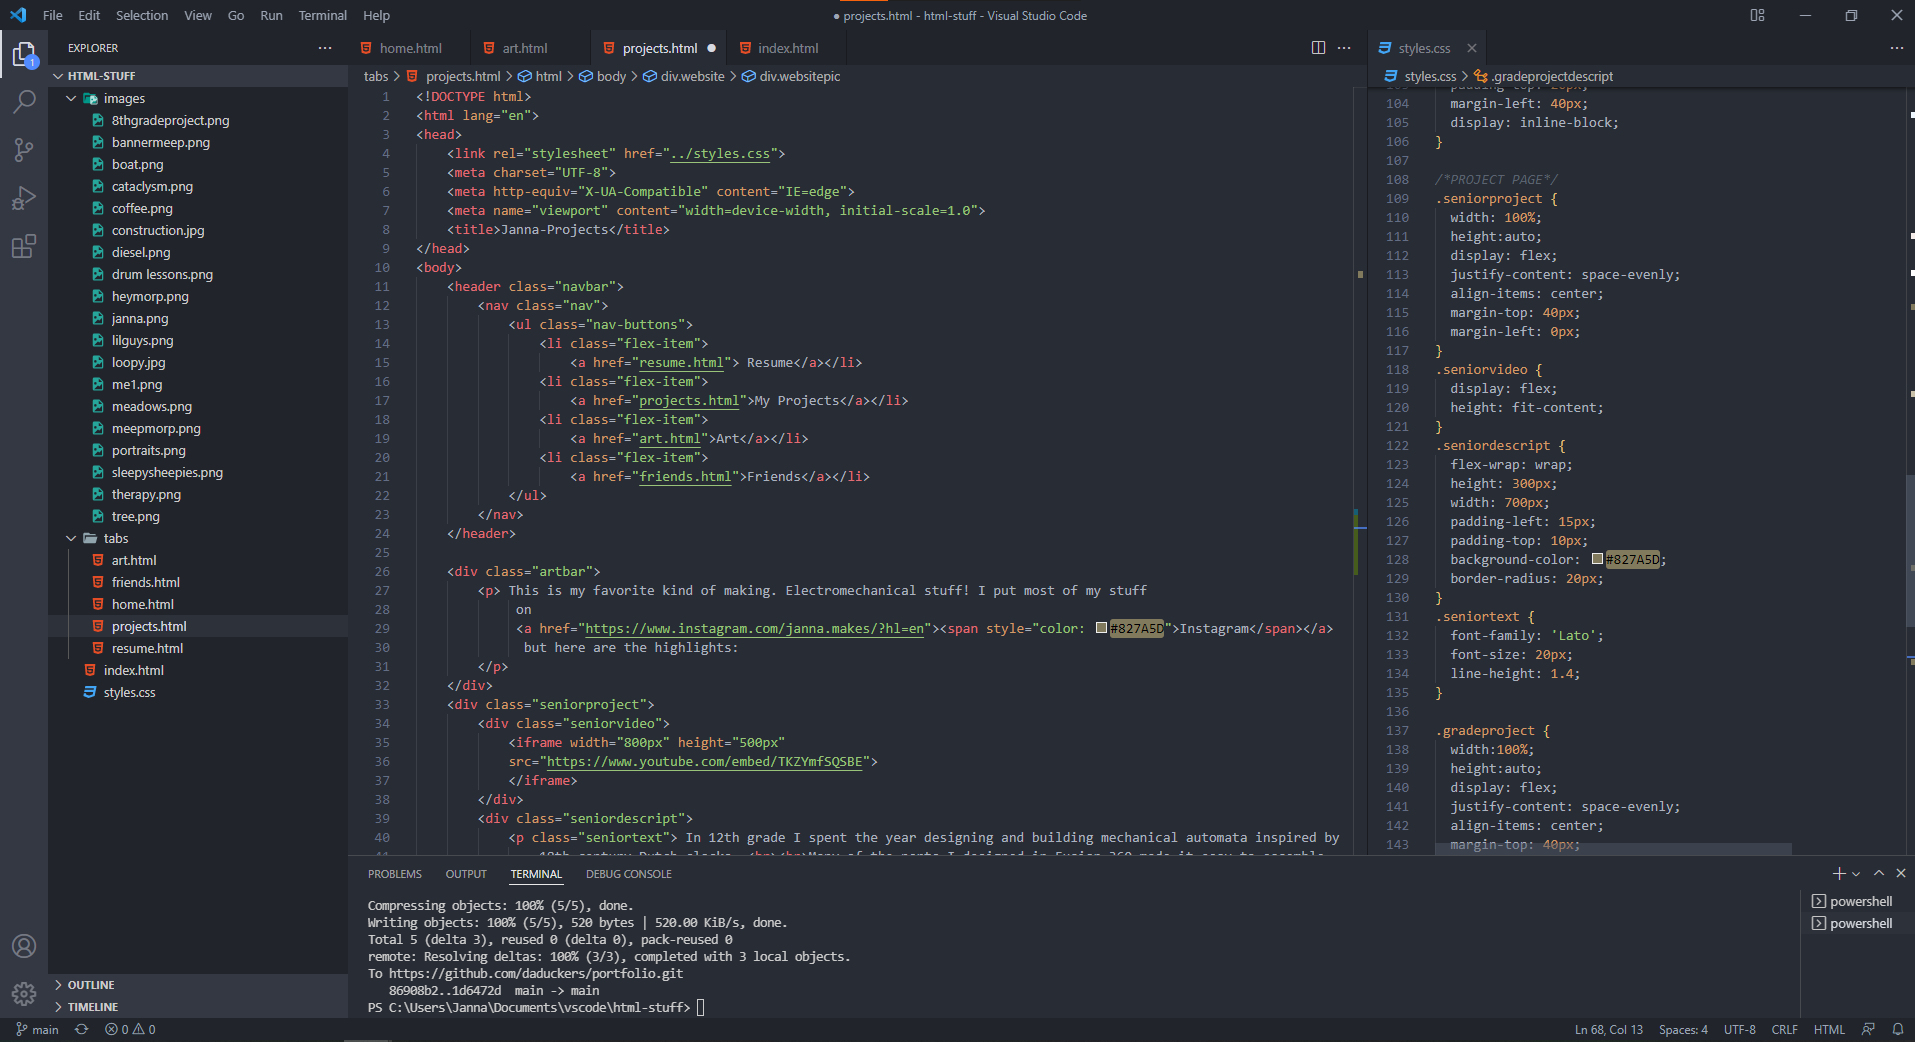 File Edit Selection View Go Run Terminal Help
● projects.html - html-stuff - Visual Studio Code
EXPLORER
1
HTML-STUFF
images
8thgradeproject.png
bannermeep.png
boat.png
cataclysm.png
coffee.png
construction.jpg
diesel.png
drum lessons.png
heymorp.png
janna.png
lilguys.png
loopy.jpg
me1.png
meadows.png
meepmorp.png
portraits.png
sleepysheepies.png
therapy.png
tree.png
tabs
art.html
friends.html
home.html
projects.html
resume.html
index.html
styles.css
OUTLINE
TIMELINE
home.html art.html projects.html index.html
tabs > projects.html > html > body > div.website > div.websitepic
1 <!DOCTYPE html>
2 <html lang="en">
3 <head>
4 <link rel="stylesheet" href="../styles.css">
5 <meta charset="UTF-8">
6 <meta http-equiv="X-UA-Compatible" content="IE=edge">
7 <meta name="viewport" content="width=device-width, initial-scale=1.0">
8 <title>Janna-Projects</title>
9 </head>
10 <body>
11 <header class="navbar">
12 <nav class="nav">
13 <ul class="nav-buttons">
14 <li class="flex-item">
15 <a href="resume.html"> Resume</a></li>
16 <li class="flex-item">
17 <a href="projects.html">My Projects</a></li>
18 <li class="flex-item">
19 <a href="art.html">Art</a></li>
20 <li class="flex-item">
21 <a href="friends.html">Friends</a></li>
22 </ul>
23 </nav>
24 </header>
25
26 <div class="artbar">
27 <p> This is my favorite kind of making. Electromechanical stuff! I put most of my stuff
28 on
29 <a href="https://www.instagram.com/janna.makes/?hl=en"><span style="color: #827A5D">Instagram</span></a>
30 but here are the highlights:
31 </p>
32 </div>
33 <div class="seniorproject">
34 <div class="seniorvideo">
35 <iframe width="800px" height="500px"
36 src="https://www.youtube.com/embed/TKZYmfSQSBE">
37 </iframe>
38 </div>
39 <div class="seniordescript">
40 <p class="seniortext"> In 12th grade I spent the year designing and building mechanical automata inspired by
styles.css
styles.css > .gradeprojectdescript
104 margin-left: 40px;
105 display: inline-block;
106 }
107
108 /*PROJECT PAGE*/
109 .seniorproject {
110 width: 100%;
111 height:auto;
112 display: flex;
113 justify-content: space-evenly;
114 align-items: center;
115 margin-top: 40px;
116 margin-left: 0px;
117 }
118 .seniorvideo {
119 display: flex;
120 height: fit-content;
121 }
122 .seniordescript {
123 flex-wrap: wrap;
124 height: 300px;
125 width: 700px;
126 padding-left: 15px;
127 padding-top: 10px;
128 background-color: #827A5D;
129 border-radius: 20px;
130 }
131 .seniortext {
132 font-family: 'Lato';
133 font-size: 20px;
134 line-height: 1.4;
135 }
136
137 .gradeproject {
138 width:100%;
139 height:auto;
140 display: flex;
141 justify-content: space-evenly;
142 align-items: center;
143 margin-top: 40px;
PROBLEMS OUTPUT TERMINAL DEBUG CONSOLE
Compressing objects: 100% (5/5), done.
Writing objects: 100% (5/5), 520 bytes | 520.00 KiB/s, done.
Total 5 (delta 3), reused 0 (delta 0), pack-reused 0
remote: Resolving deltas: 100% (3/3), completed with 3 local objects.
To https://github.com/daduckers/portfolio.git
86908b2..1d6472d main -> main
PS C:\Users\Janna\Documents\vscode\html-stuff>
powershell
powershell
main 0 0
Ln 68, Col 13 Spaces: 4 UTF-8 CRLF HTML